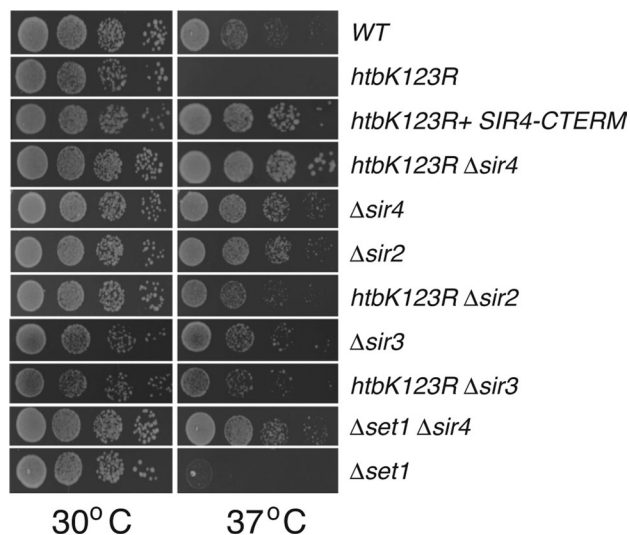 WT
htbK123R
htbK123R+ SIR4-CTERM
htbK123R Δsir4
Δsir4
Δsir2
htbK123R Δsir2
Δsir3
htbK123R Δsir3
Δset1 Δsir4
Δset1
30°C 37°C